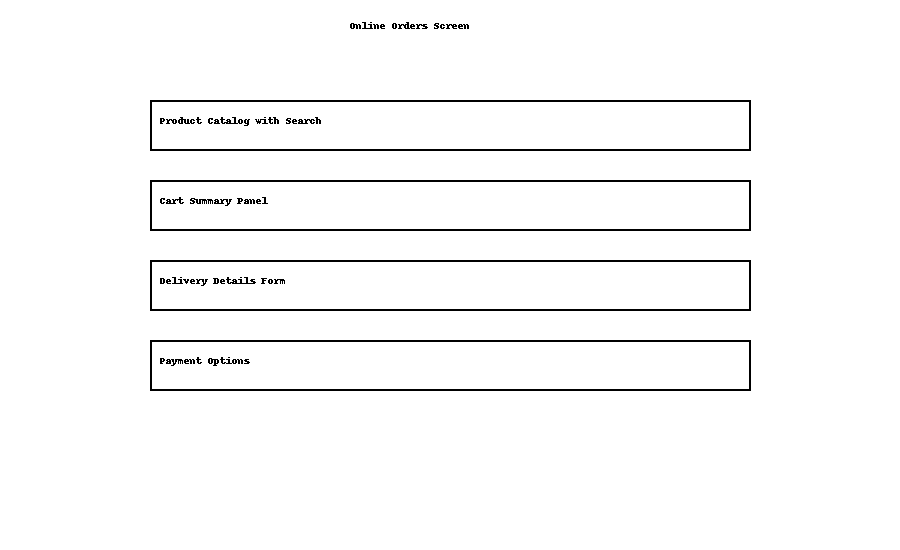 Online Orders Screen
Product Catalog with Search
Cart Summary Panel
Delivery Details Form
Payment Options